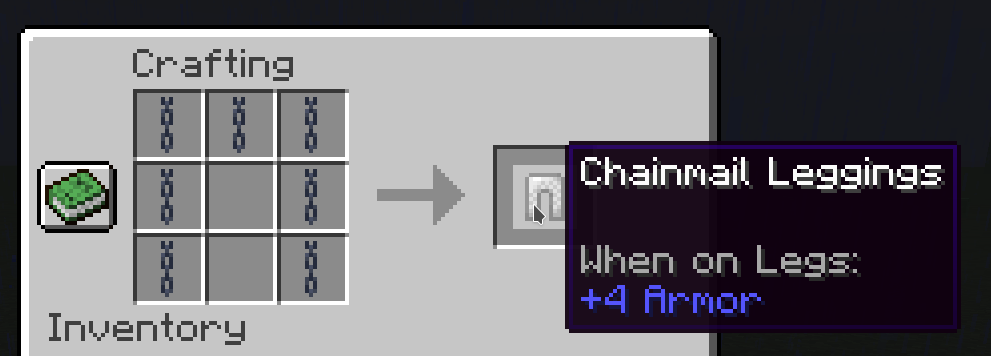 Crafting
Chainmail Leggings
When on Legs:
+4 Armor
Inventory